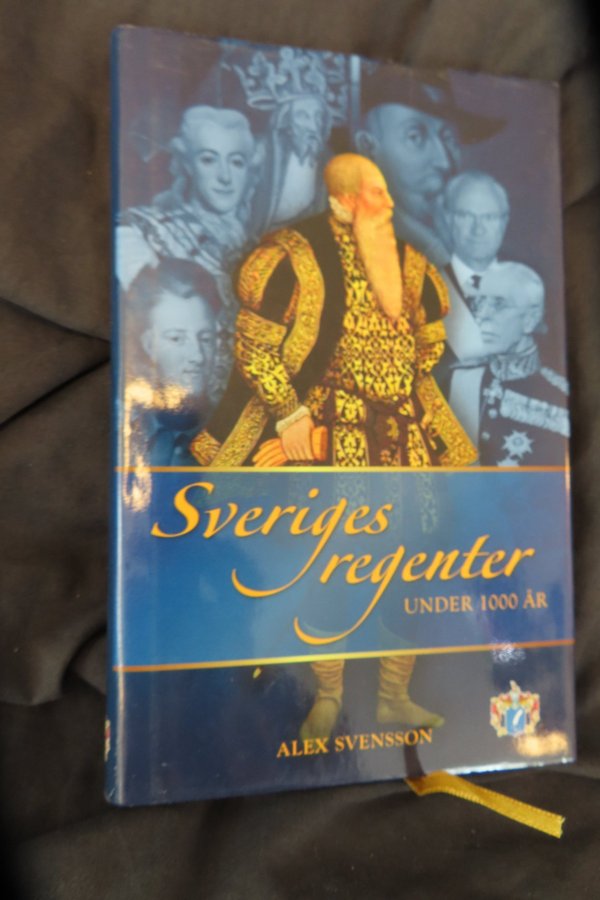 Sveriges
regenter
UNDER 1000 ÅR
ALEX SVENSSON